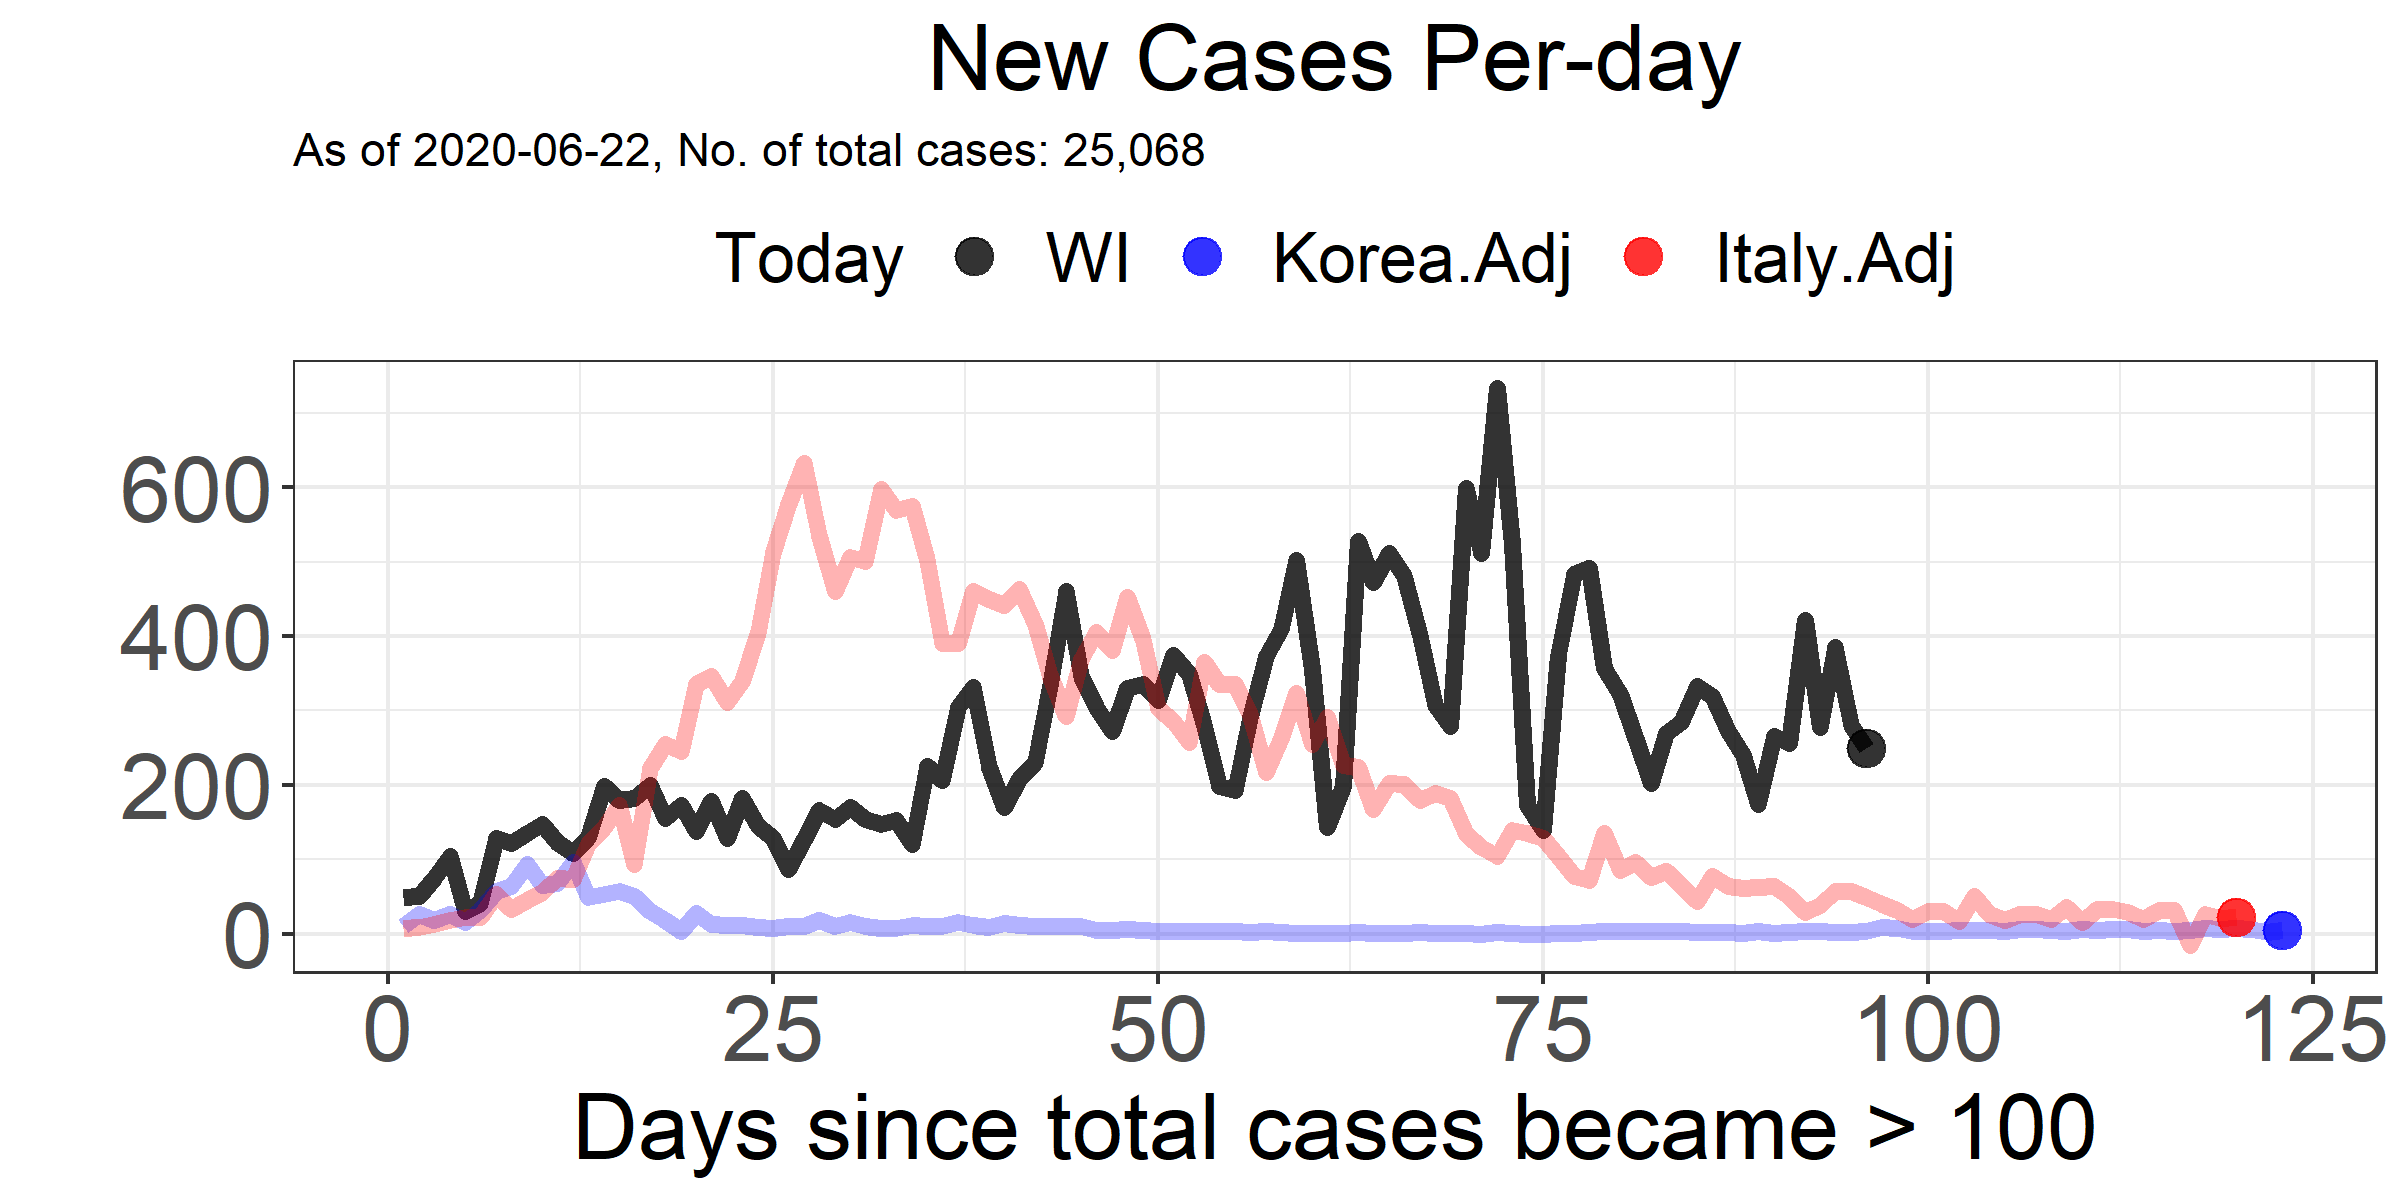 New Cases Per-day
As of 2020-06-22, No. of total cases: 25,068
Today WI Korea.Adj Italy.Adj
600
400
200
0
0 25 50 75 100 125
Days since total cases became > 100